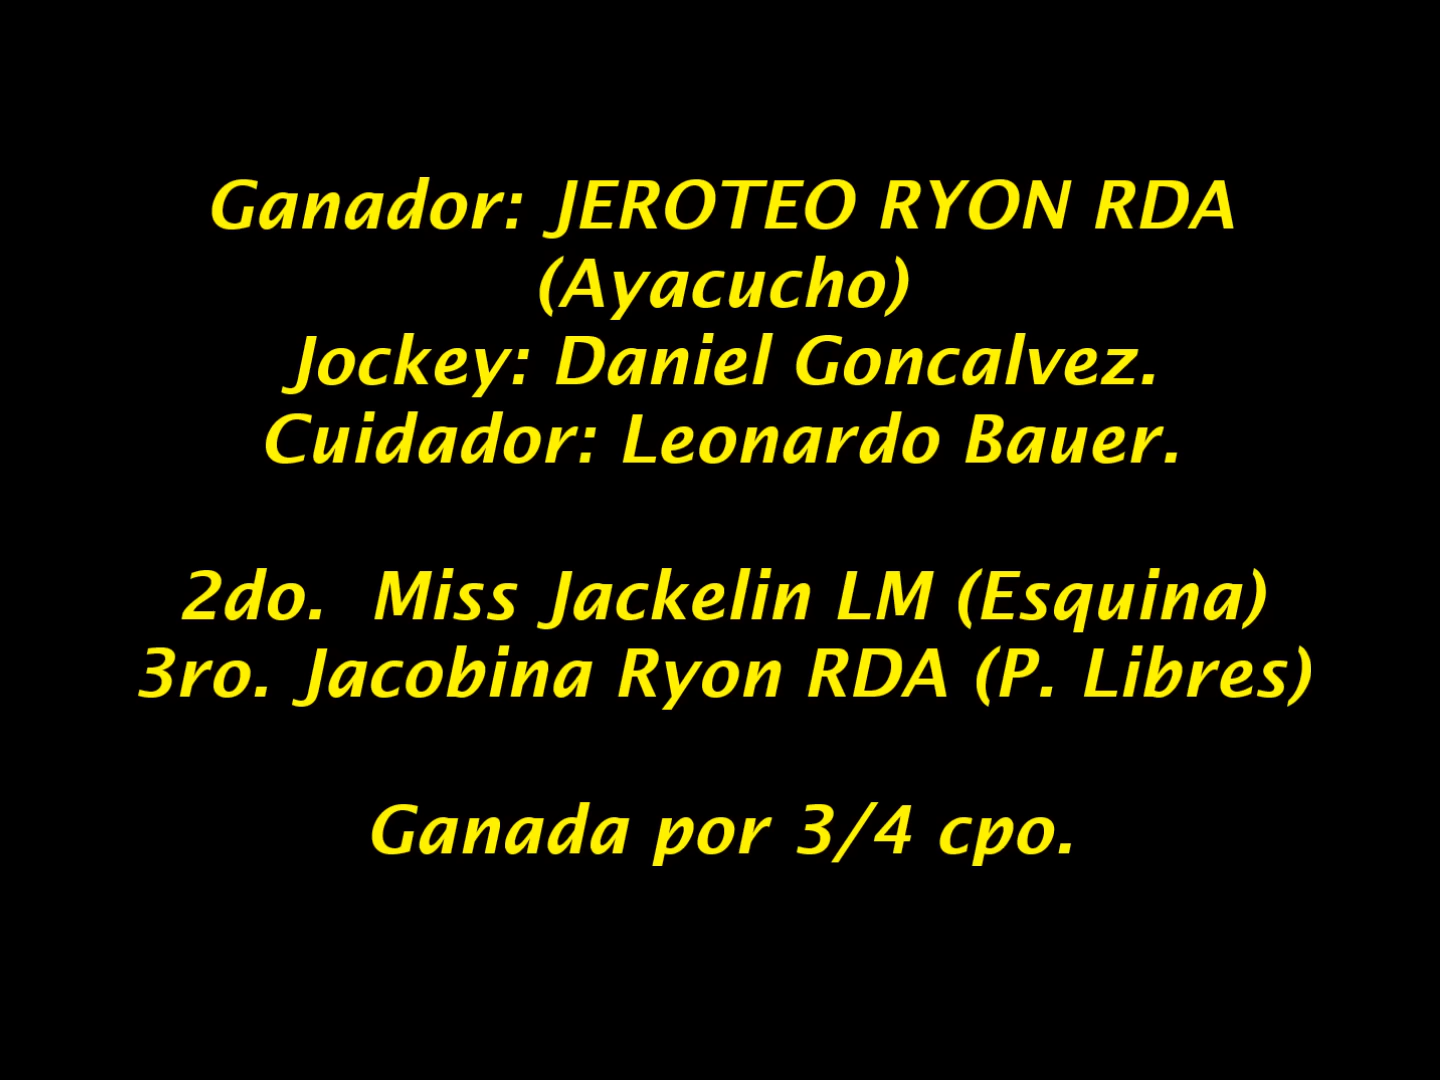 Ganador: JEROTEO RYON RDA
(Ayacucho)
Jockey: Daniel Goncalvez.
Cuidador: Leonardo Bauer.
2do. Miss Jackelin LM (Esquina)
3ro. Jacobina Ryon RDA (P. Libres)
Ganada por 3/4 cpo.